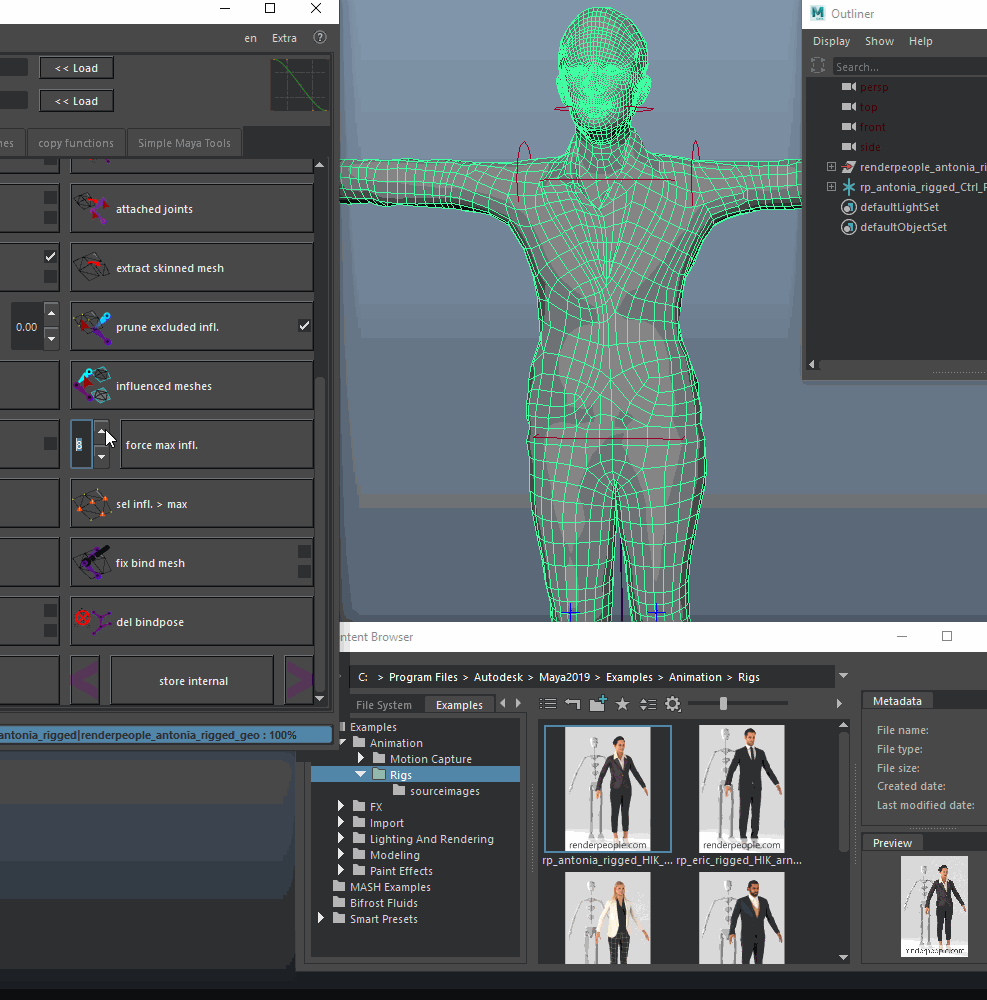 en Extra ?
<< Load
<< Load
copy functions
Simple Maya Tools
attached joints
extract skinned mesh
0.00
prune excluded infl.
influenced meshes
8
force max infl.
sel infl. > max
fix bind mesh
del bindpose
store internal
antonia_rigged|renderpeople_antonia_rigged_geo : 100%
M
Outliner
Display Show Help
Search...
persp
top
front
side
renderpeople_antonia_ri
rp_antonia_rigged_Ctrl_R
defaultLightSet
defaultObjectSet
ntent Browser
C: > Program Files > Autodesk > Maya2019 > Examples > Animation > Rigs
File System
Examples
Examples
Animation
Motion Capture
Rigs
sourceimages
FX
Import
Lighting And Rendering
Modeling
Paint Effects
MASH Examples
Bifrost Fluids
Smart Presets
renderpeople.com
renderpeople.com
rp_antonia_rigged_HIK_...
rp_eric_rigged_HIK_arn...
Metadata
File name:
File type:
File size:
Created date:
Last modified date:
Preview
renderpeople.com